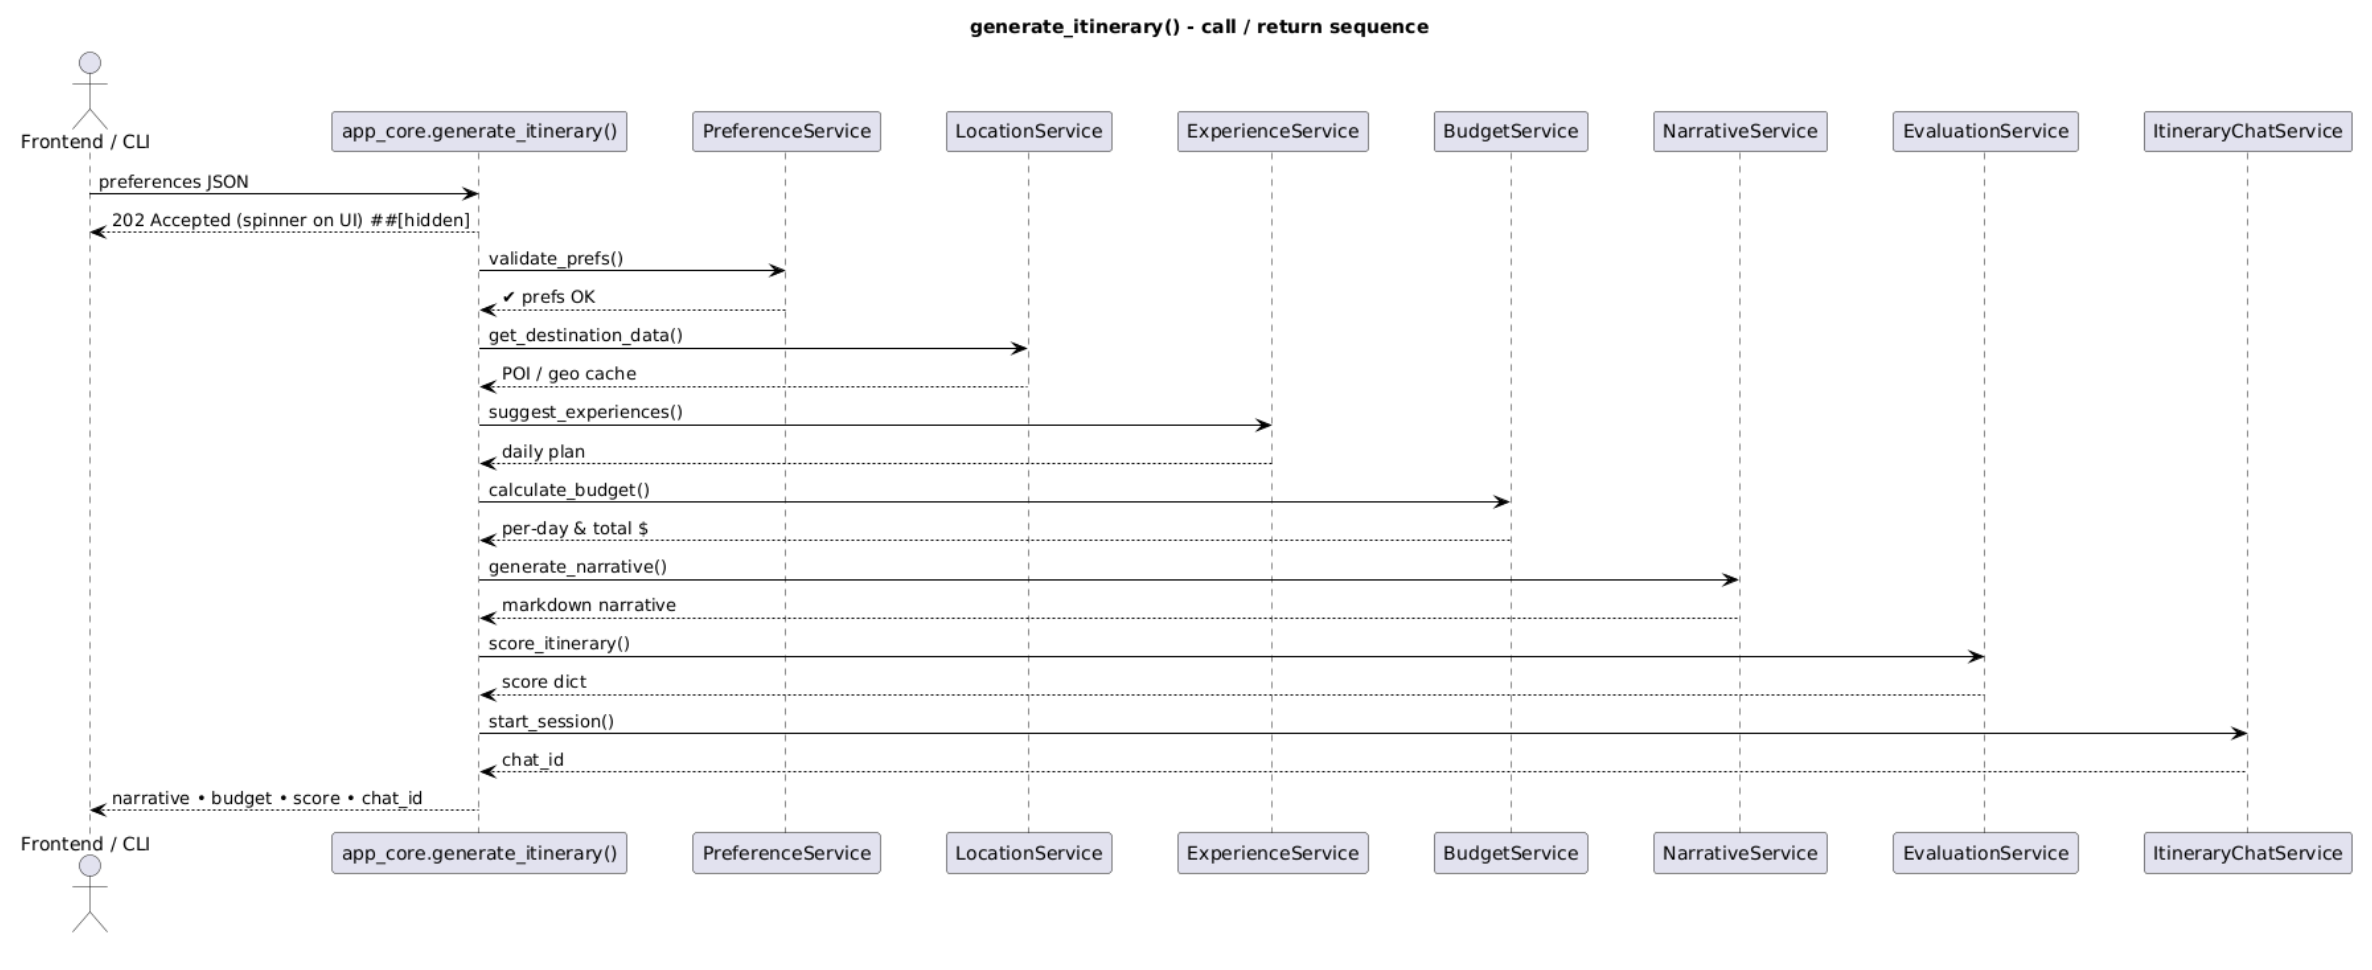 generate_itinerary() - call / return sequence
Frontend / CLI
app_core.generate_itinerary()
PreferenceService
LocationService
ExperienceService
BudgetService
NarrativeService
EvaluationService
ItineraryChatService
preferences JSON
202 Accepted (spinner on UI) ##[hidden]
validate_prefs()
✔ prefs OK
get_destination_data()
POI / geo cache
suggest_experiences()
daily plan
calculate_budget()
per-day & total $
generate_narrative()
markdown narrative
score_itinerary()
score dict
start_session()
chat_id
narrative • budget • score • chat_id
Frontend / CLI
app_core.generate_itinerary()
PreferenceService
LocationService
ExperienceService
BudgetService
NarrativeService
EvaluationService
ItineraryChatService